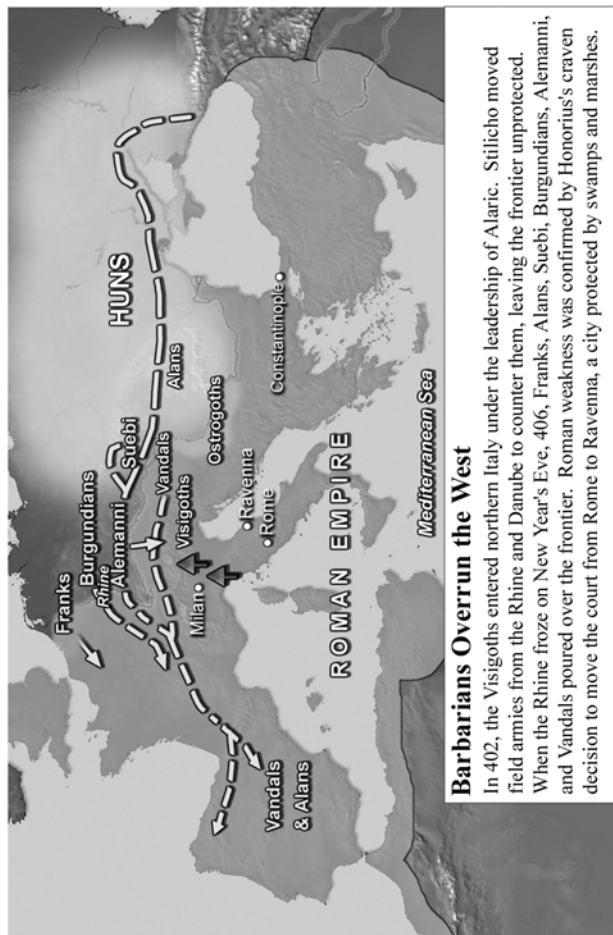 HUNS
Franks
Burgundians
Rhine
Alemanni
Suebi
Vandals
Alans
Visigoths
Ostrogoths
Milan
Ravenna
Rome
Constantinople
ROMAN EMPIRE
Vandals
& Alans
Mediterranean Sea
Barbarians Overrun the West
In 402, the Visigoths entered northern Italy under the leadership of Alaric. Stilicho moved
field armies from the Rhine and Danube to counter them, leaving the frontier unprotected.
When the Rhine froze on New Year's Eve, 406, Franks, Alans, Suebi, Burgundians, Alemanni,
and Vandals poured over the frontier. Roman weakness was confirmed by Honorius's craven
decision to move the court from Rome to Ravenna, a city protected by swamps and marshes.